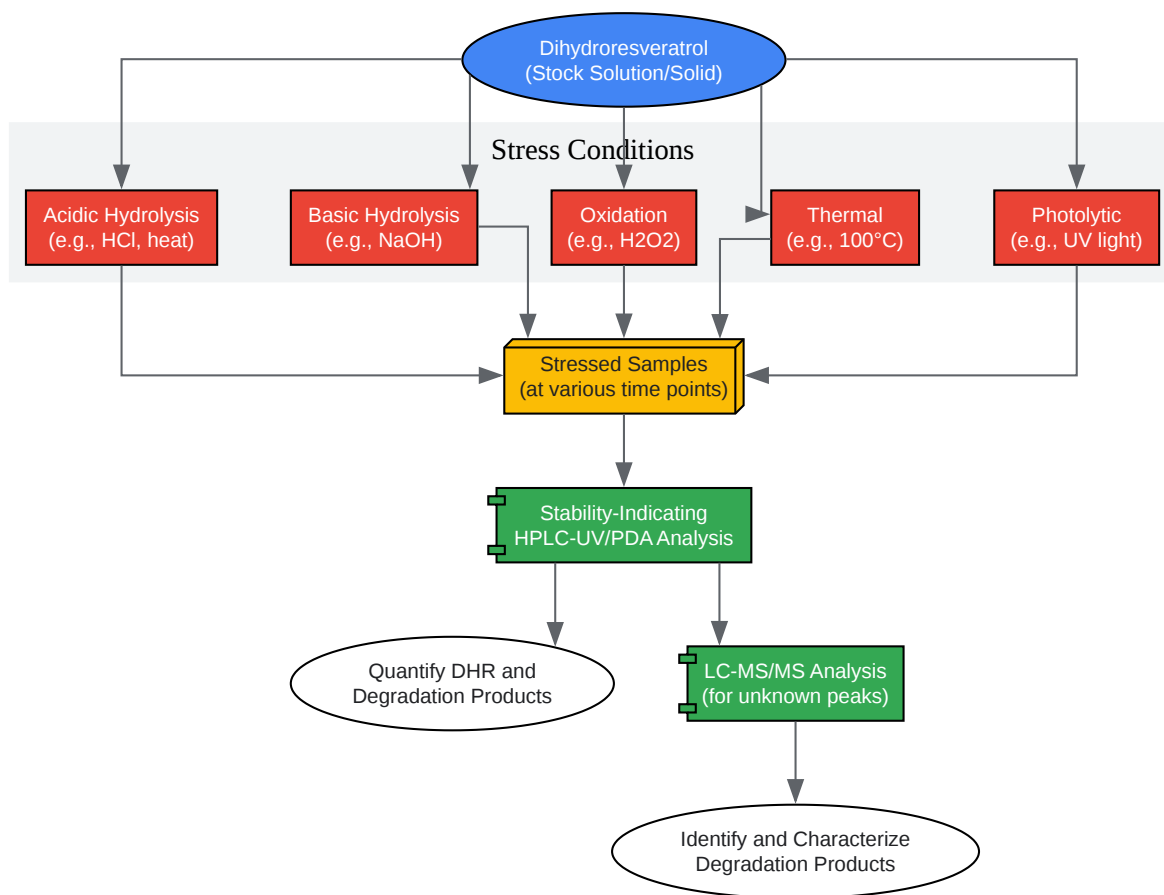 Dihydroresveratrol
(Stock Solution/Solid)
Stress Conditions
Acidic Hydrolysis
(e.g., HCl, heat)
Basic Hydrolysis
(e.g., NaOH)
Oxidation
(e.g., H2O2)
Thermal
(e.g., 100°C)
Photolytic
(e.g., UV light)
Stressed Samples
(at various time points)
Stability-Indicating
HPLC-UV/PDA Analysis
Quantify DHR and
Degradation Products
LC-MS/MS Analysis
(for unknown peaks)
Identify and Characterize
Degradation Products